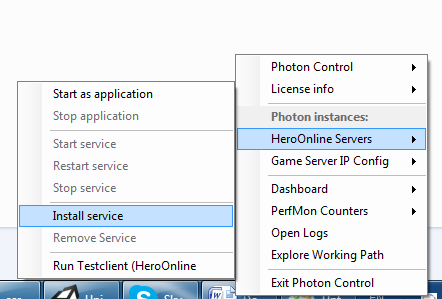 Start as application
Stop application
Start service
Restart service
Stop service
Install service
Remove Service
Run Testclient (HeroOnline
Photon Control
License info
Photon instances:
HeroOnline Servers
Game Server IP Config
Dashboard
PerfMon Counters
Open Logs
Explore Working Path
Exit Photon Control